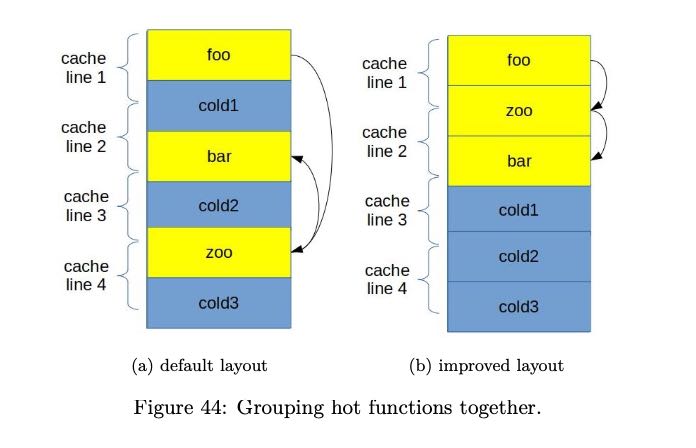 cache
line 1
cache
line 2
cache
line 3
cache
line 4
foo
cold1
bar
cold2
zoo
cold3
(a) default layout
cache
line 1
cache
line 2
cache
line 3
cache
line 4
foo
zoo
bar
cold1
cold2
cold3
(b) improved layout
Figure 44: Grouping hot functions together.